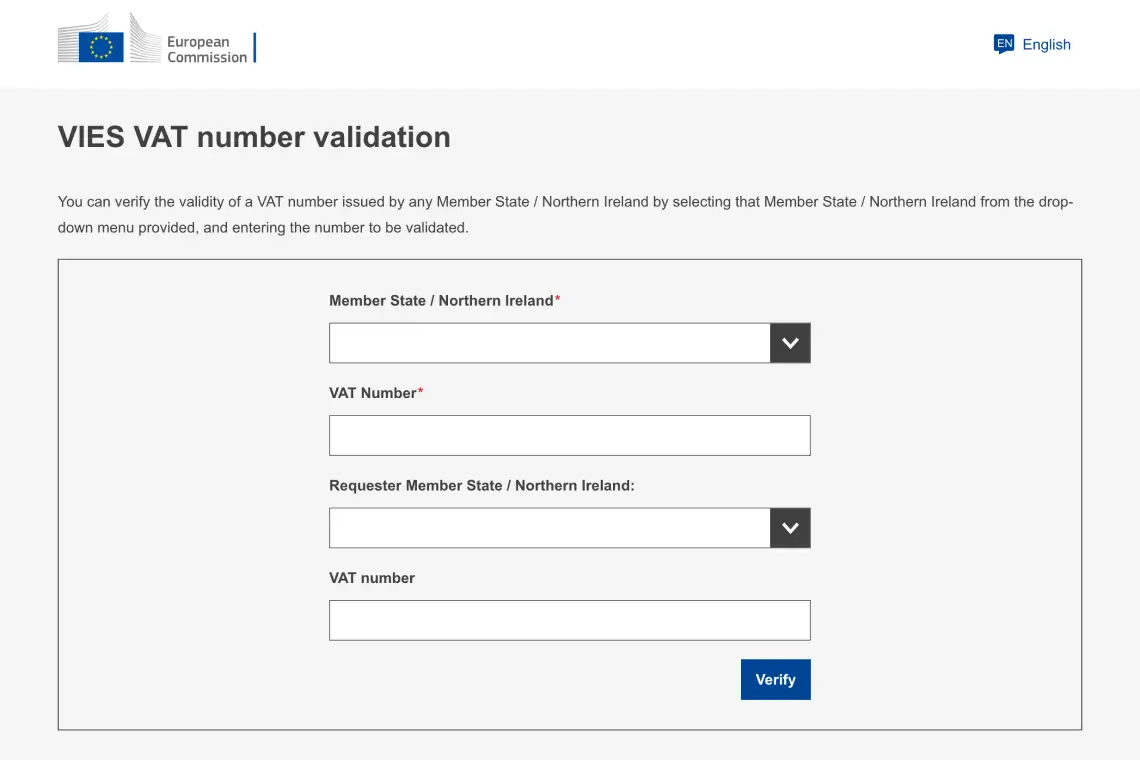 European
Commission
EN English
VIES VAT number validation
You can verify the validity of a VAT number issued by any Member State / Northern Ireland by selecting that Member State / Northern Ireland from the drop-
down menu provided, and entering the number to be validated.
Member State / Northern Ireland*
VAT Number*
Requester Member State / Northern Ireland:
VAT number
Verify